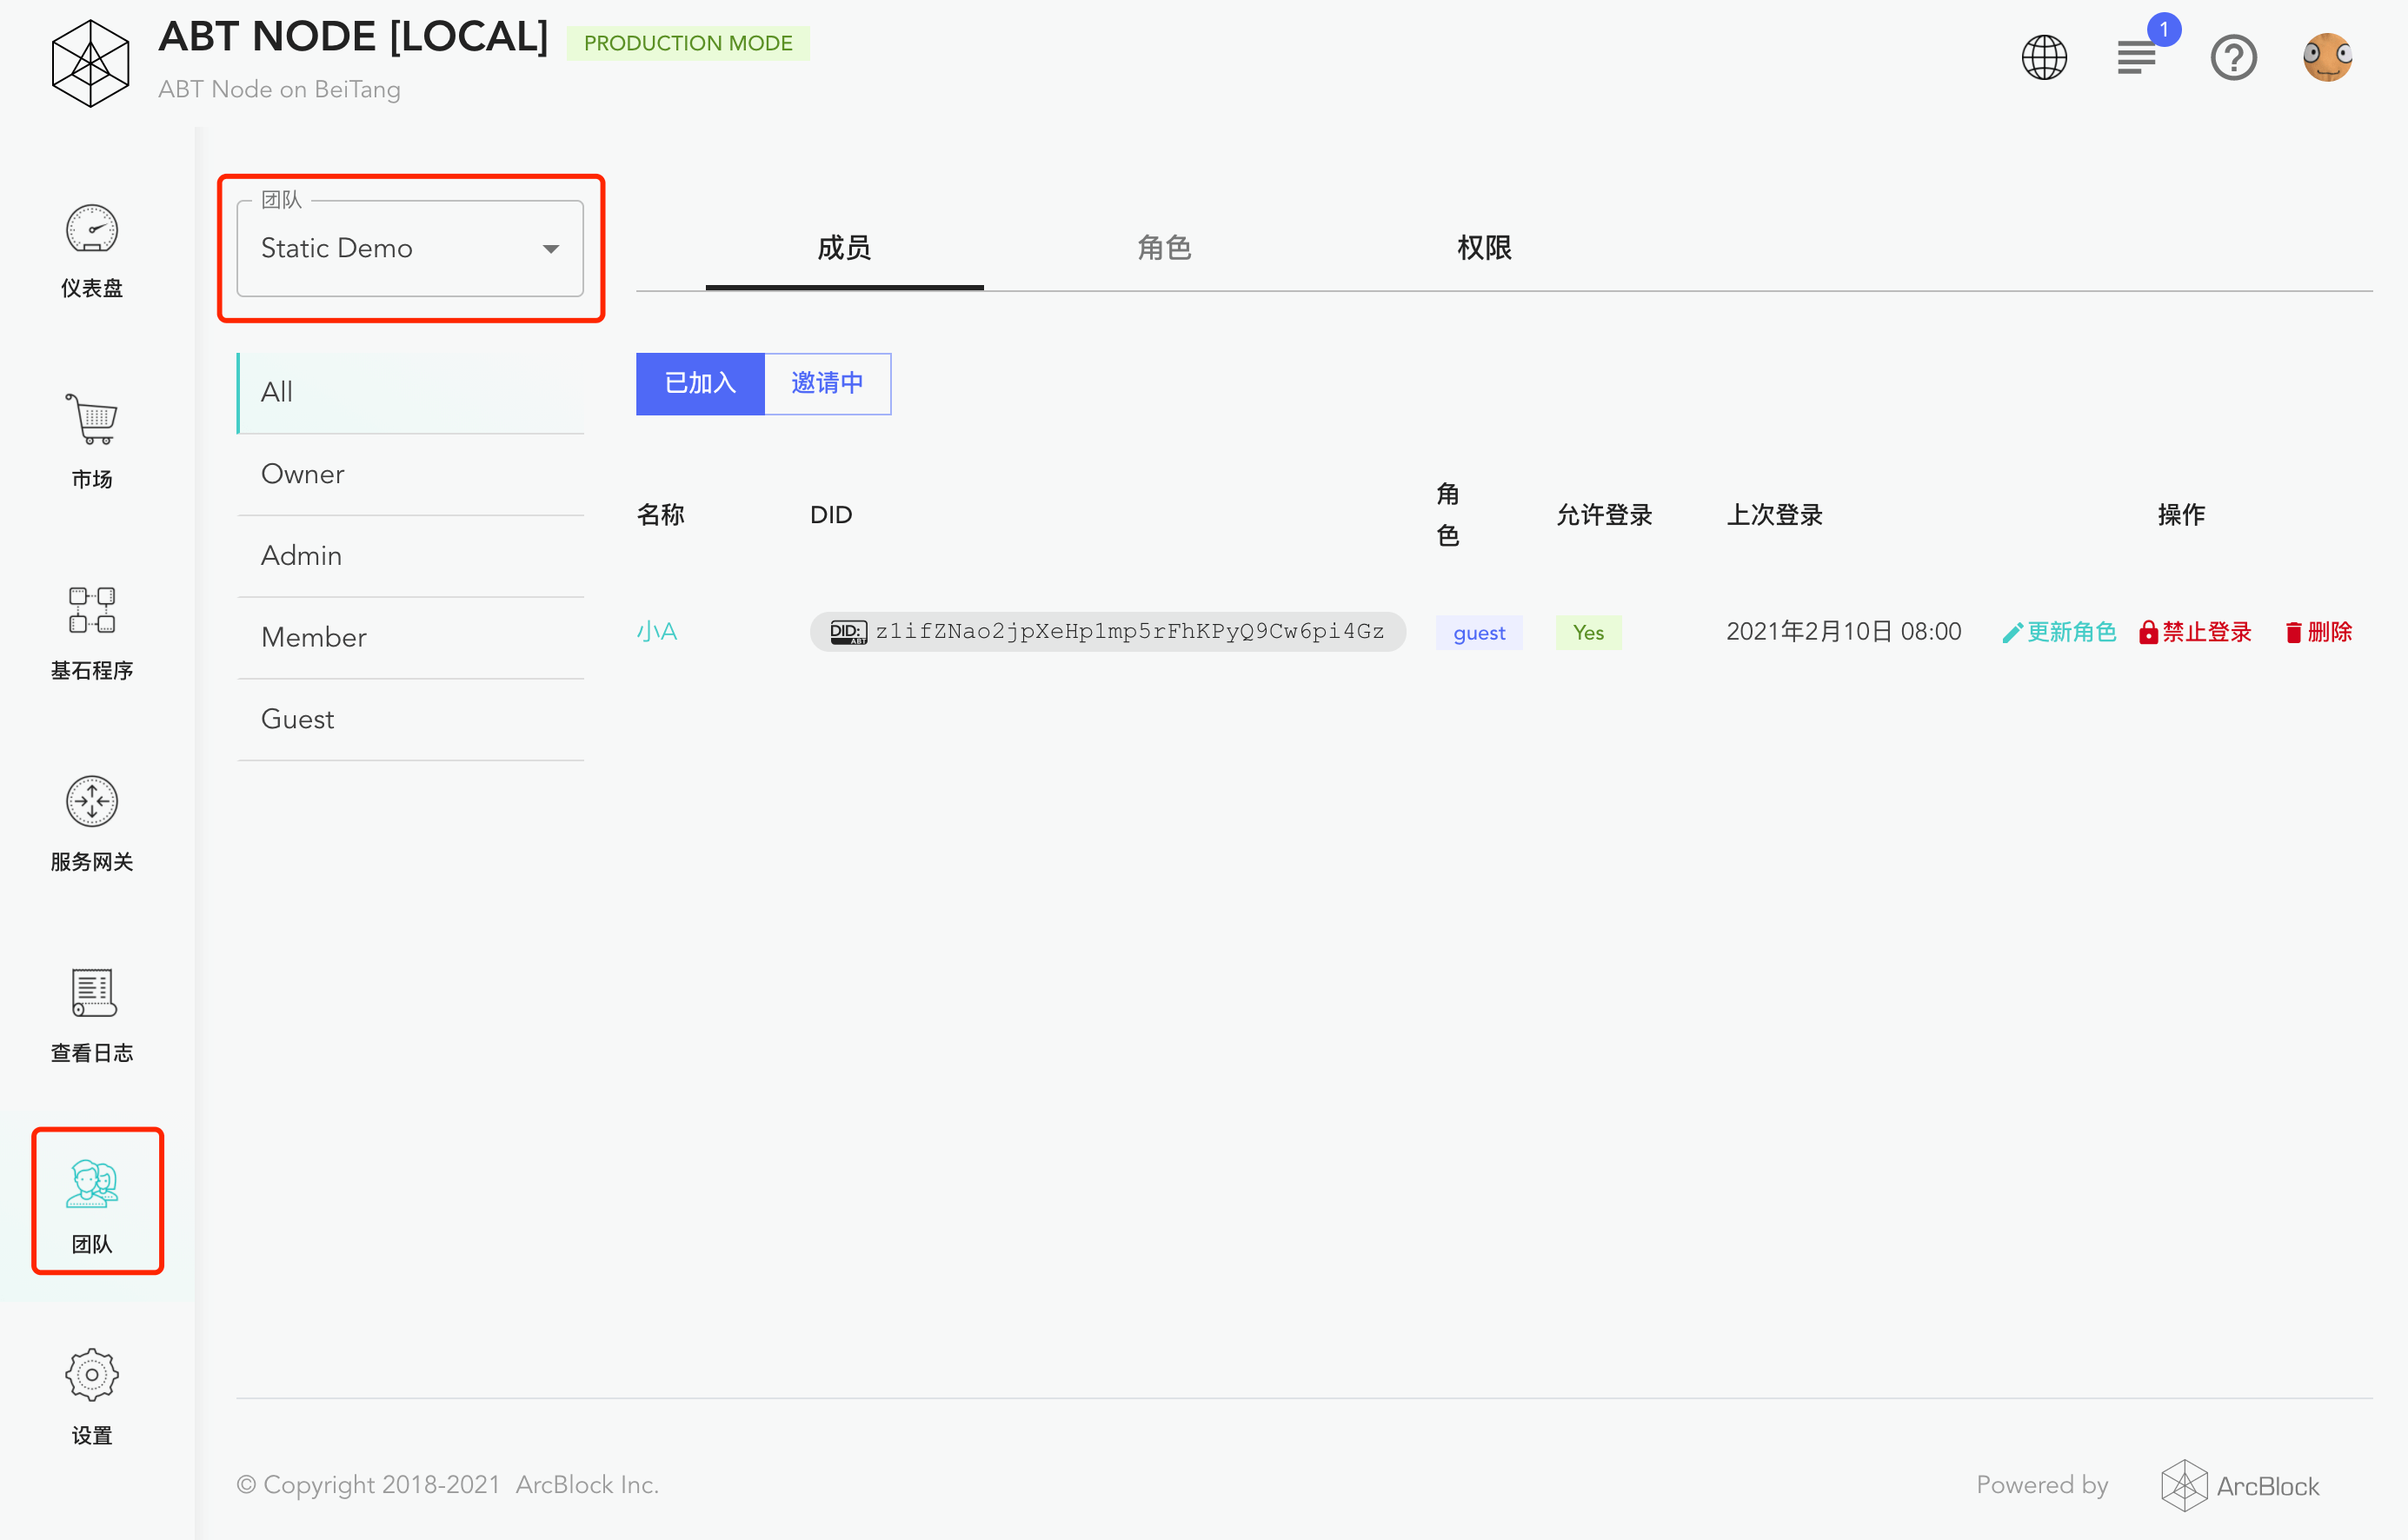 ABT NODE [LOCAL]
PRODUCTION MODE
ABT Node on BeiTang
1
仪表盘
市场
基石程序
服务网关
查看日志
团队
设置
团队
Static Demo
All
Owner
Admin
Member
Guest
成员
角色
权限
已加入
邀请中
名称
DID
角
色
允许登录
上次登录
操作
小A
DID:
ABT
z1ifZNao2jpXeHp1mp5rFhKPyQ9Cw6pi4Gz
guest
Yes
2021年2月10日 08:00
更新角色
禁止登录
删除
© Copyright 2018-2021 ArcBlock Inc.
Powered by
ArcBlock